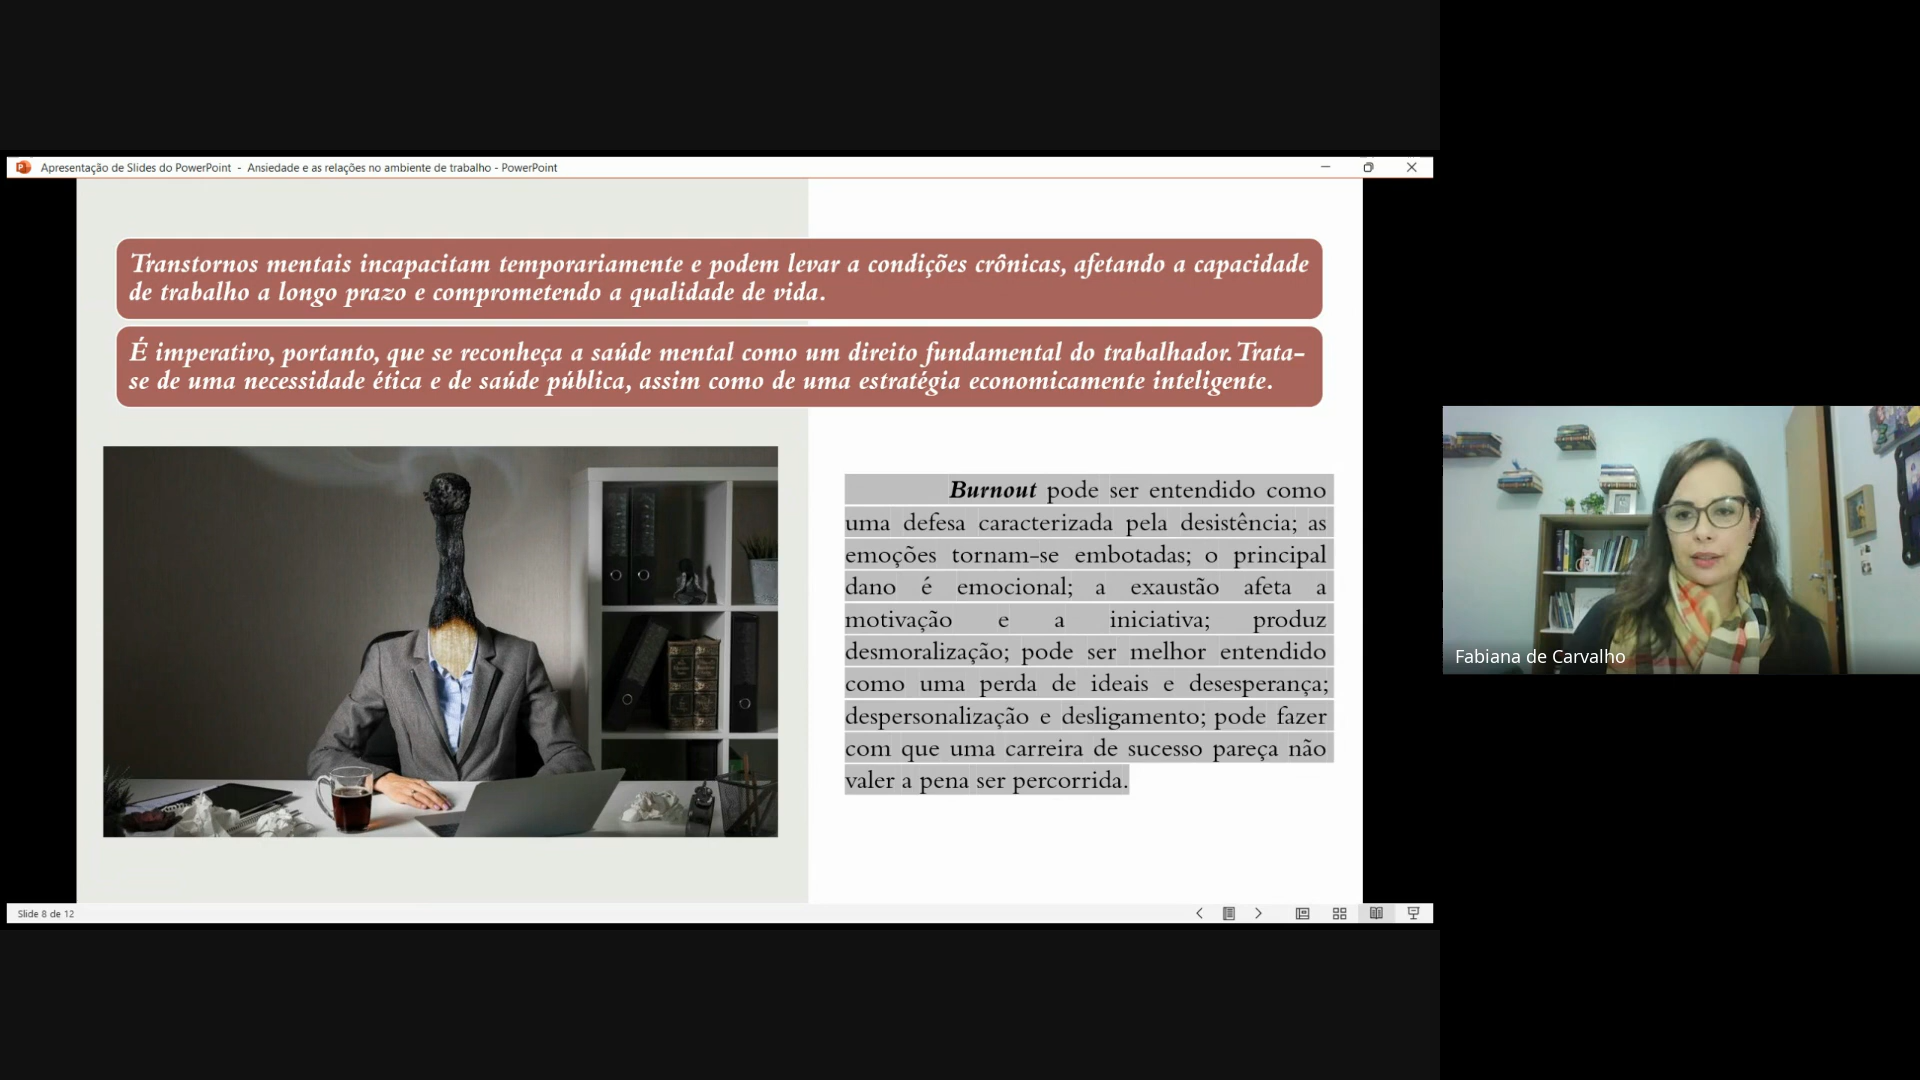 Apresentação de Slides do PowerPoint - Ansiedade e as relações no ambiente de trabalho - PowerPoint
Transtornos mentais incapacitam temporariamente e podem levar a condições crônicas, afetando a capacidade
de trabalho a longo prazo e comprometendo a qualidade de vida.
É imperativo, portanto, que se reconheça a saúde mental como um direito fundamental do trabalhador. Trata-
se de uma necessidade ética e de saúde pública, assim como de uma estratégia economicamente inteligente.
Burnout pode ser entendido como
uma defesa caracterizada pela desistência; as
emoções tornam-se embotadas; o principal
dano é emocional; a exaustão afeta a
motivação e a iniciativa; produz
desmoralização; pode ser melhor entendido
como uma perda de ideais e desesperança;
despersonalização e desligamento; pode fazer
com que uma carreira de sucesso pareça não
valer a pena ser percorrida.
Fabiana de Carvalho
Slide 8 de 12